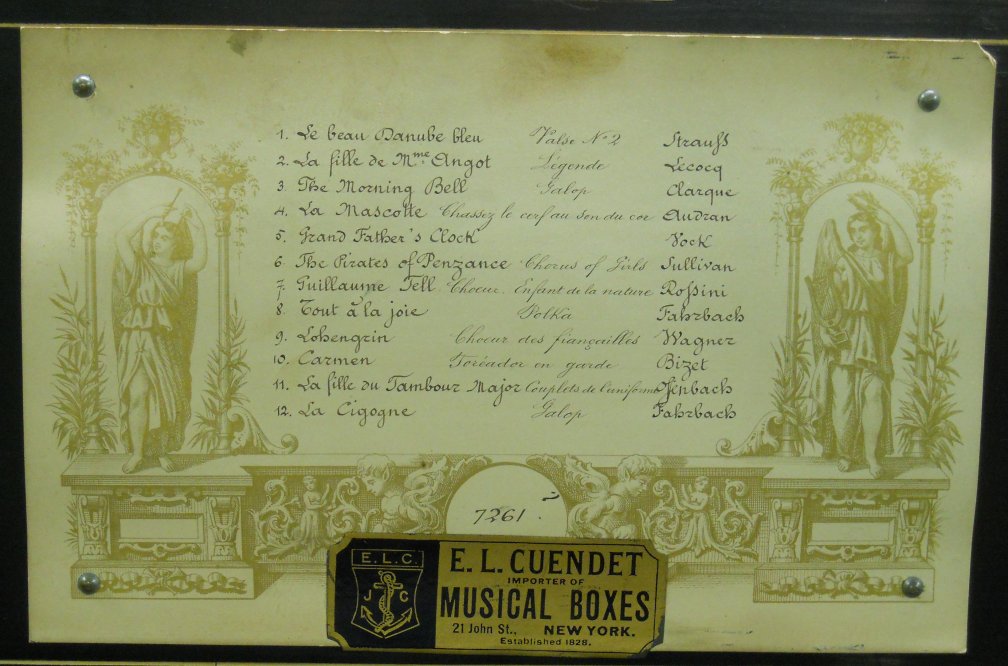 1. Le beau Danube bleu Valse Nº 2 Strauß
2. La fille de Mme. Angot Légende Lecocq
3 The Morning Bell Galop Clarque
4. La Mascotte Chassez le cerf au son du cor Audran
5. Grand Father's Clock Vock
6 The Pirates of Penzance Chorus of Girls Sullivan
7. Guillaume Tell Choeur. Enfant de la nature Roßini
8 Tout à la joie Polka Fahrbach
9. Lohengrin Choeur des fiançailles Wagner
10. Carmen Toréador en garde Bizet
11. La fille du Tambour Major Couplets de l'uniforme Ofenbach
12. La Cigogne Galop Fahrbach
7261.
E.L.C.
J C
E. L. CUENDET
IMPORTER OF
MUSICAL BOXES
21 John St., NEW YORK.
Established 1828.